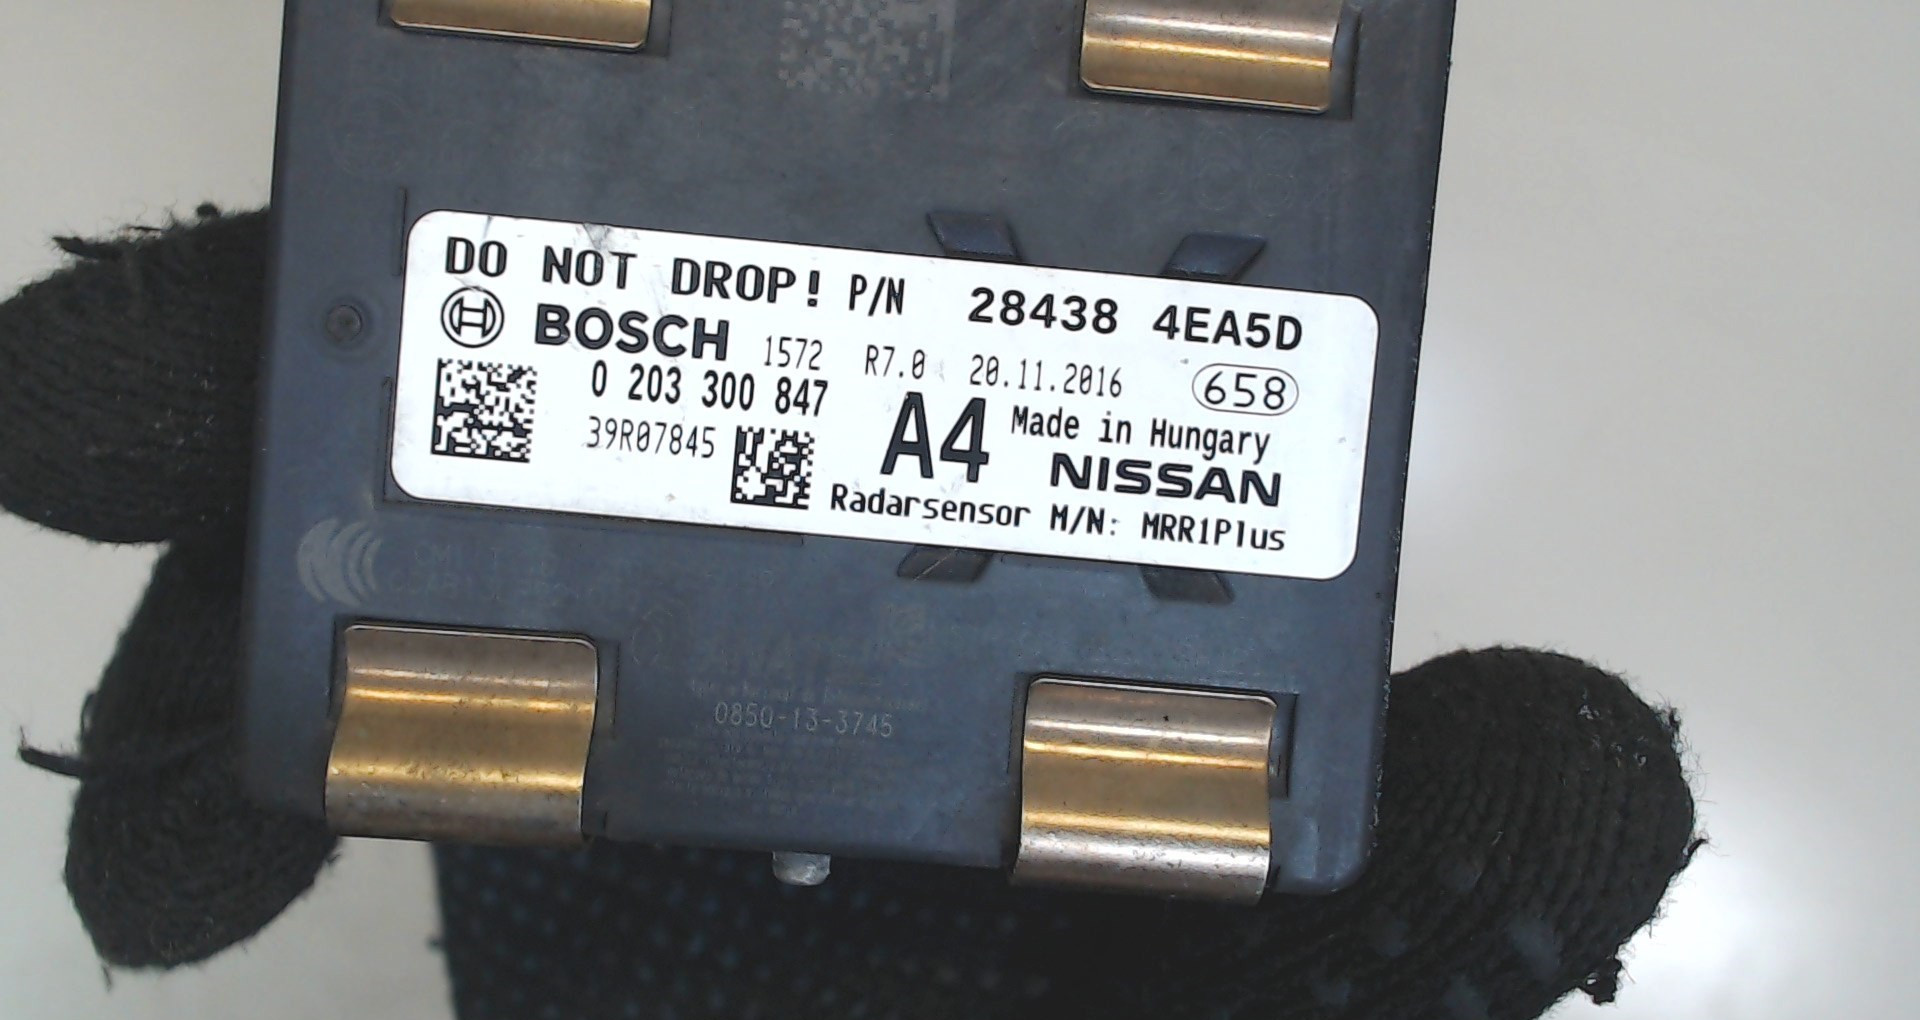 DO NOT DROP! P/N 28438 4EA5D
BOSCH 1572 R7.0 20.11.2016 658
0 203 300 847 A4 Made in Hungary
39R07845 NISSAN
Radarsensor M/N: MRR1Plus
0850-13-3745